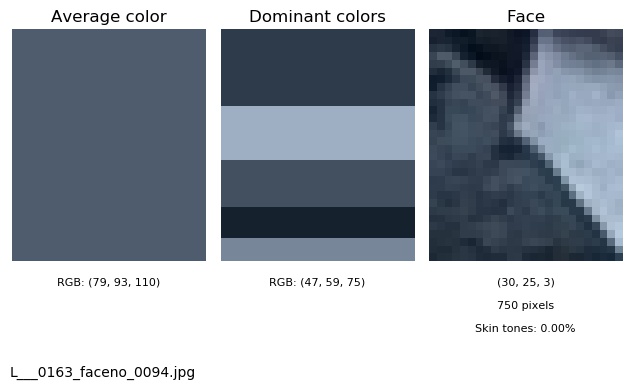 Average color
Dominant colors
Face
RGB: (79, 93, 110)
RGB: (47, 59, 75)
(30, 25, 3)
750 pixels
Skin tones: 0.00%
L___0163_faceno_0094.jpg